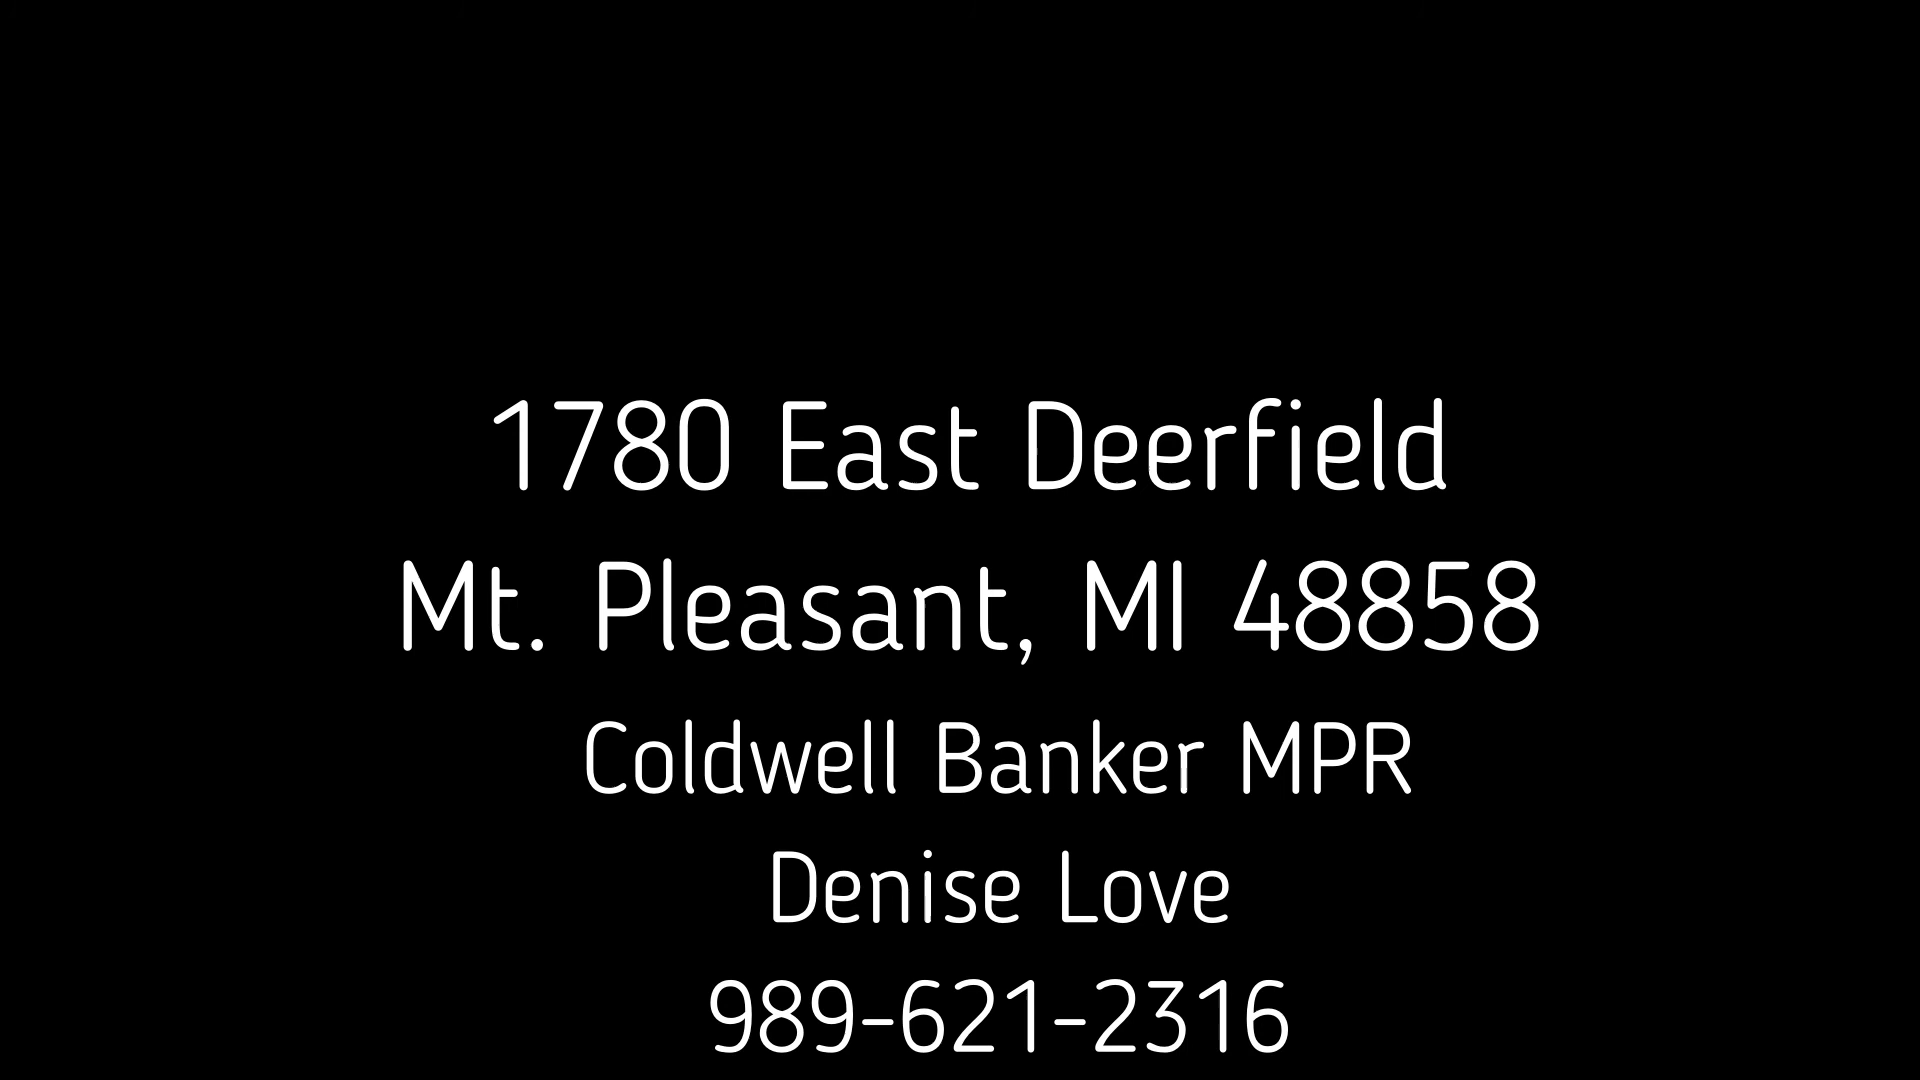 1780 East Deerfield
Mt. Pleasant, MI 48858
Coldwell Banker MPR
Denise Love
989-621-2316